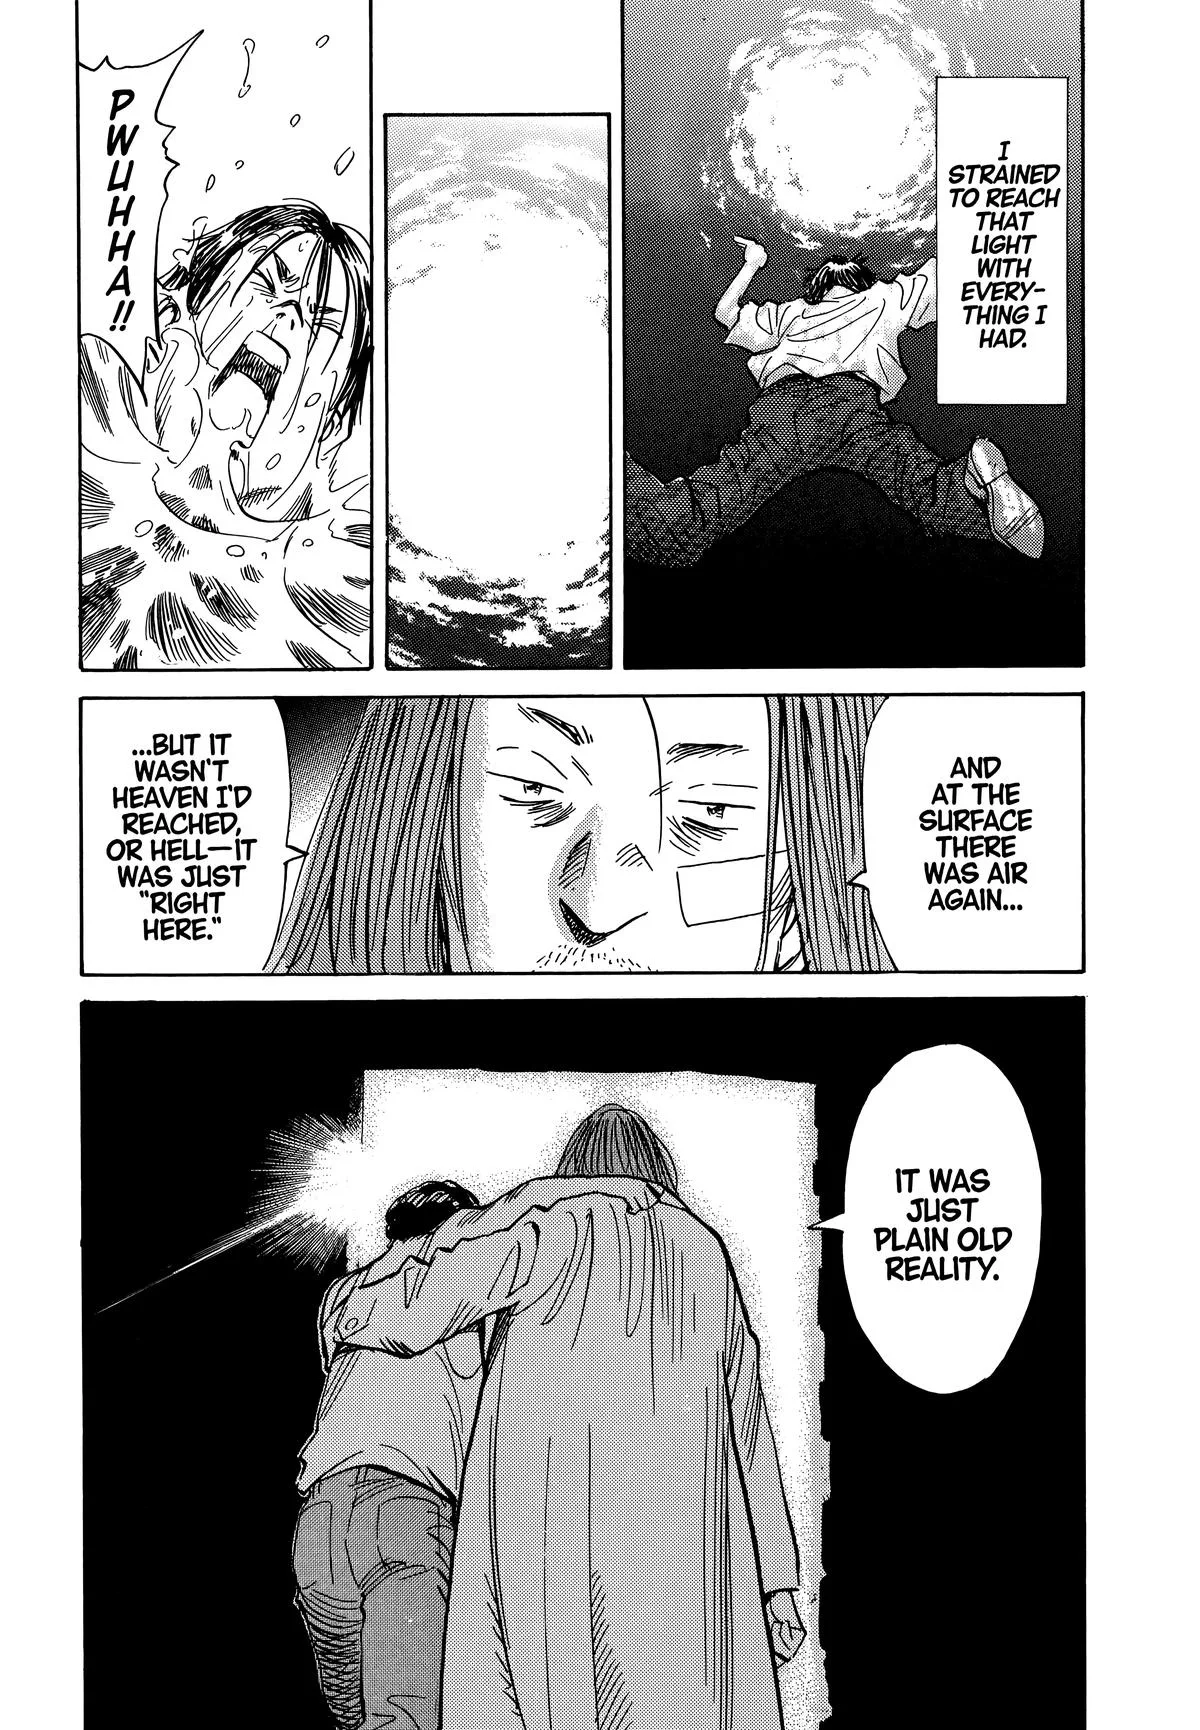 I
STRAINED
TO REACH
THAT
LIGHT
WITH
EVERY-
THING I
HAD.
PWUHHA!!
AND
AT THE
SURFACE
THERE
WAS AIR
AGAIN...
...BUT IT
WASN'T
HEAVEN I'D
REACHED,
OR HELL—IT
WAS JUST
"RIGHT
HERE."
IT WAS
JUST
PLAIN OLD
REALITY.